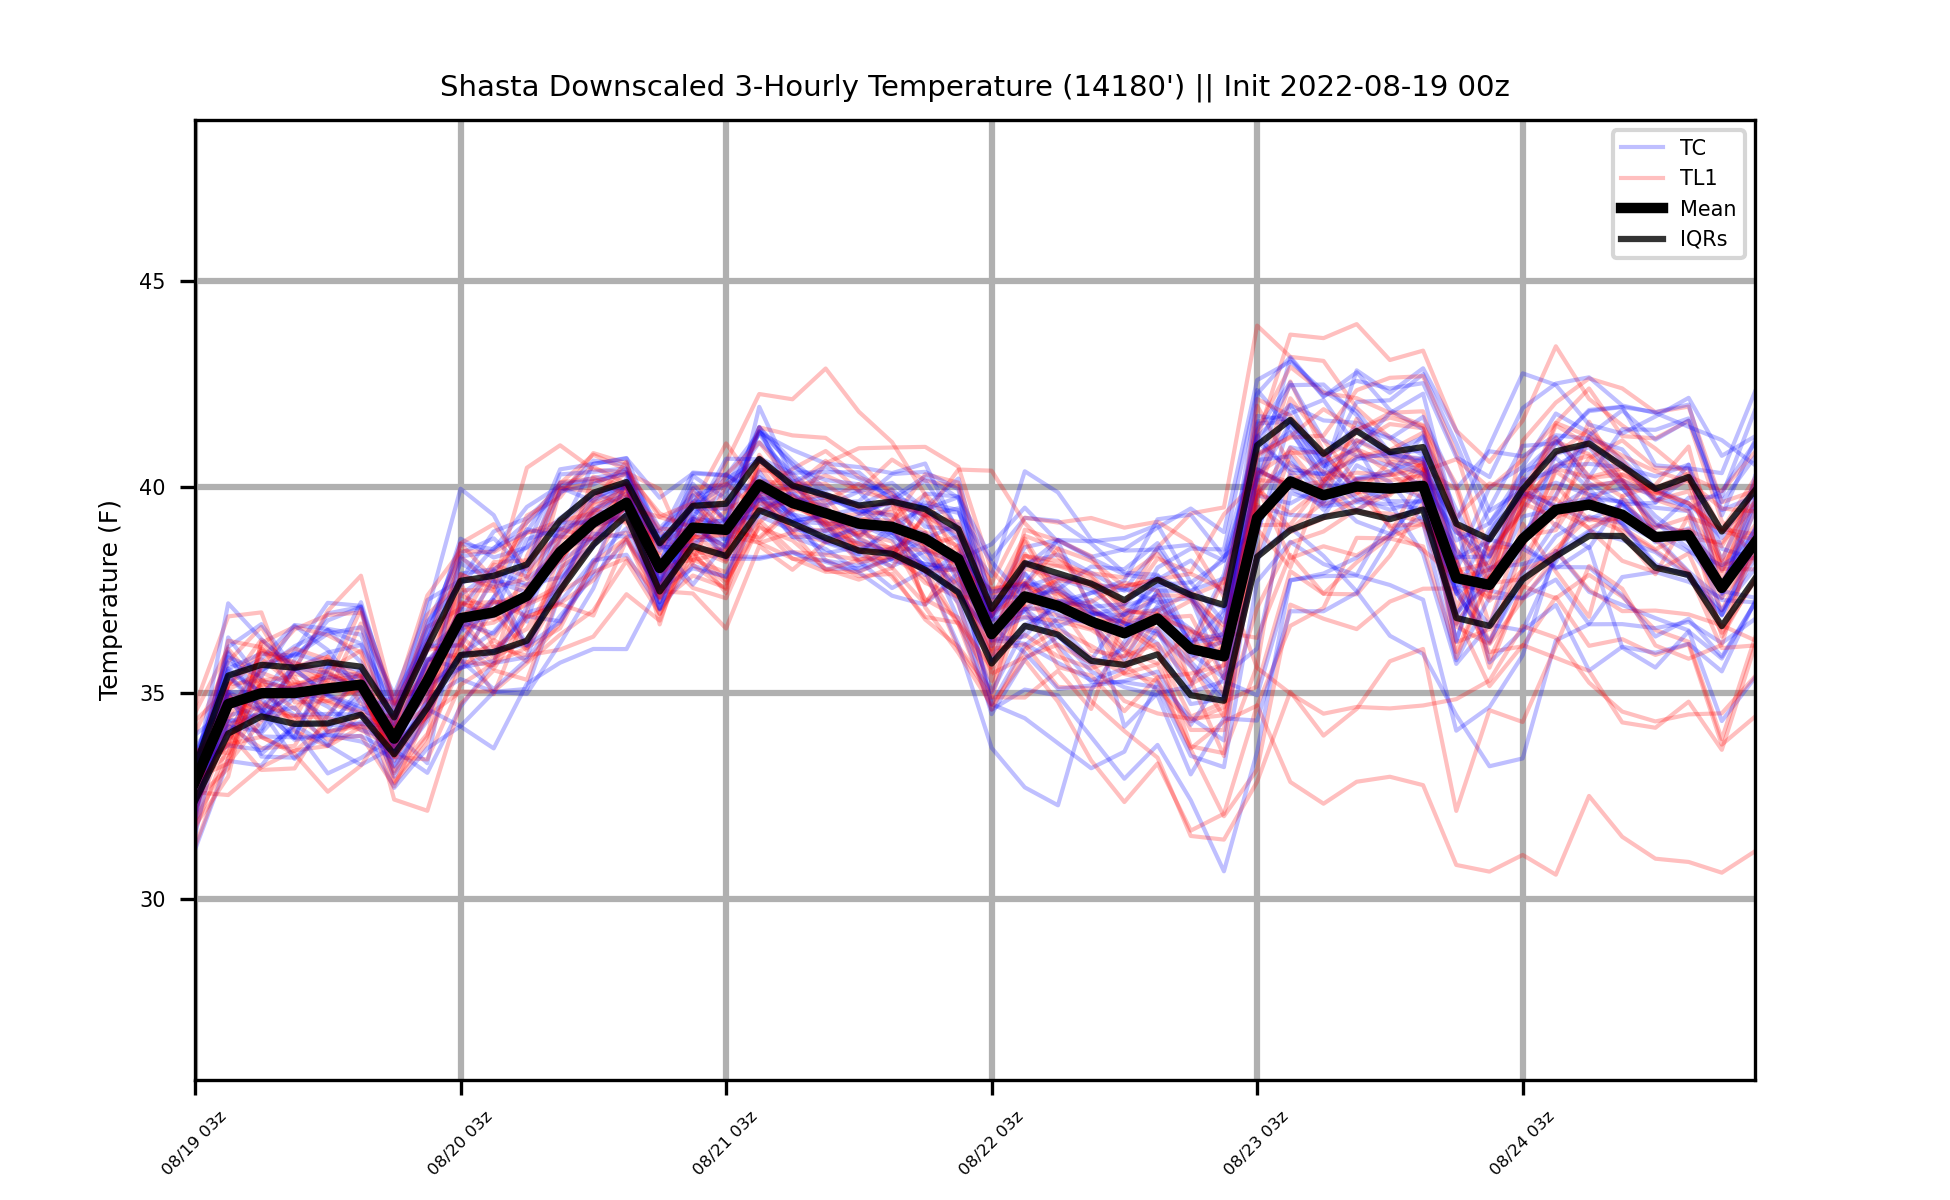 Shasta Downscaled 3-Hourly Temperature (14180') || Init 2022-08-19 00z
TC
TL1
Mean
IQRs
Temperature (F)
45
40
35
30
08/19 03z
08/20 03z
08/21 03z
08/22 03z
08/23 03z
08/24 03z